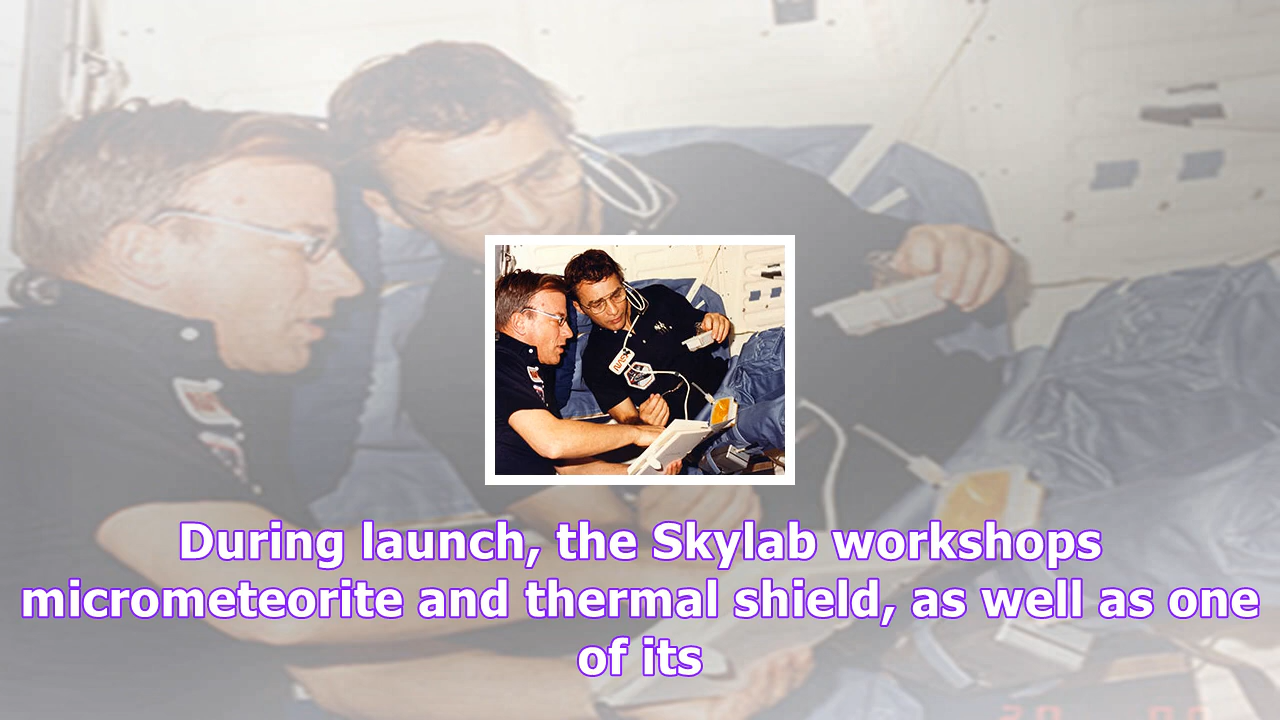 During launch, the Skylab workshops
micrometeorite and thermal shield, as well as one
of its